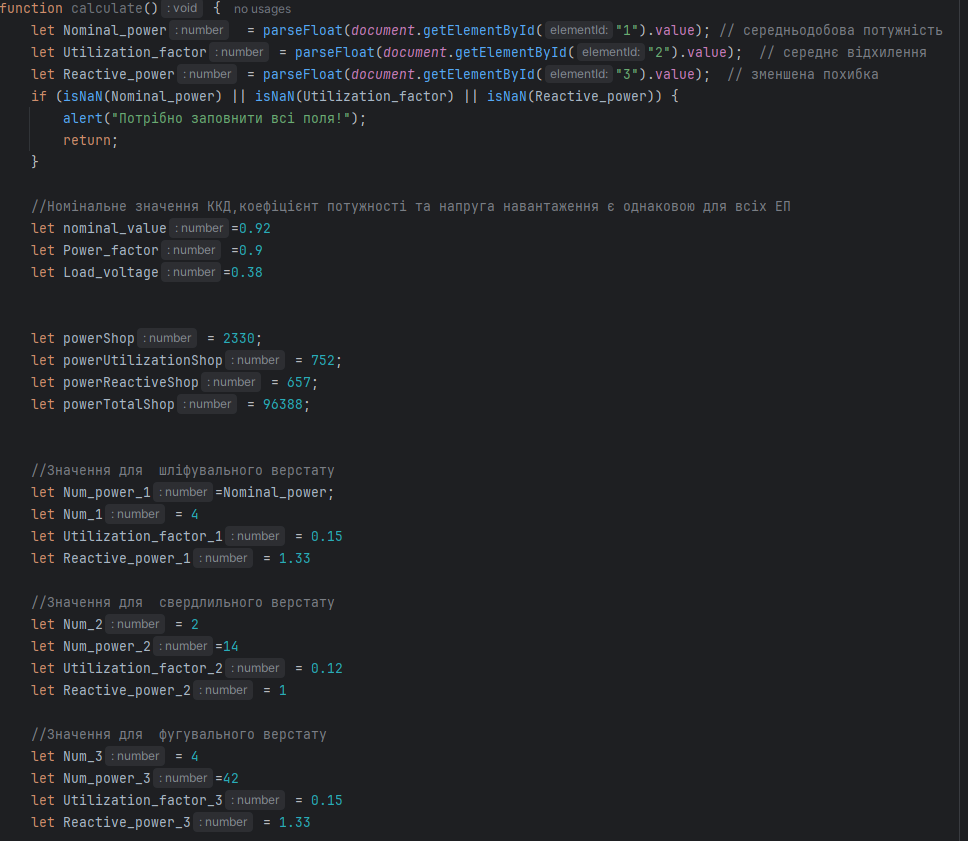 function calculate() : void { no usages
let Nominal_power : number = parseFloat(document.getElementById( elementId: "1").value); // середньодобова потужність
let Utilization_factor : number = parseFloat(document.getElementById( elementId: "2").value); // середнє відхилення
let Reactive_power : number = parseFloat(document.getElementById( elementId: "3").value); // зменшена похибка
if (isNaN(Nominal_power) || isNaN(Utilization_factor) || isNaN(Reactive_power)) {
alert("Потрібно заповнити всі поля!");
return;
}
//Номінальне значення ККД,коефіцієнт потужності та напруга навантаження є однаковою для всіх ЕП
let nominal_value : number =0.92
let Power_factor : number =0.9
let Load_voltage : number =0.38
let powerShop : number = 2330;
let powerUtilizationShop : number = 752;
let powerReactiveShop : number = 657;
let powerTotalShop : number = 96388;
//Значення для  шліфувального верстату
let Num_power_1 : number =Nominal_power;
let Num_1 : number = 4
let Utilization_factor_1 : number = 0.15
let Reactive_power_1 : number = 1.33
//Значення для  свердлильного верстату
let Num_2 : number = 2
let Num_power_2 : number =14
let Utilization_factor_2 : number = 0.12
let Reactive_power_2 : number = 1
//Значення для  фугувального верстату
let Num_3 : number = 4
let Num_power_3 : number =42
let Utilization_factor_3 : number = 0.15
let Reactive_power_3 : number = 1.33